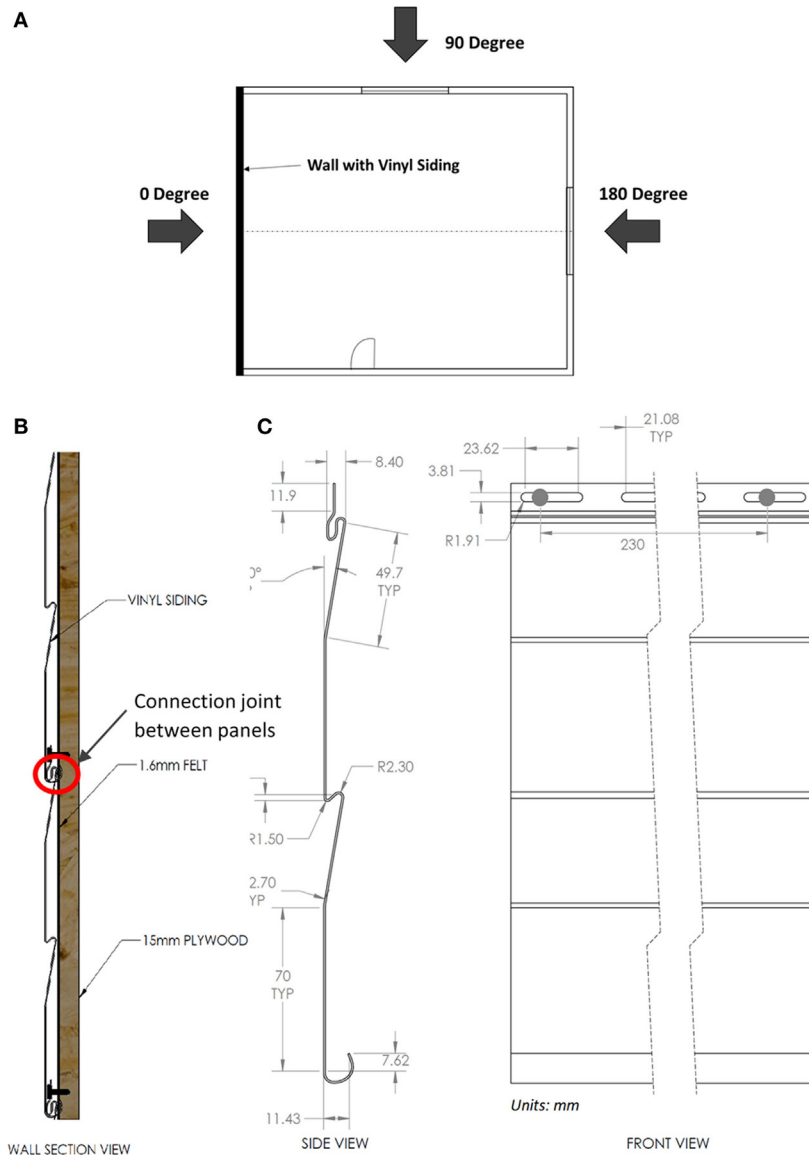 A
90 Degree
Wall with Vinyl Siding
0 Degree
180 Degree
B
VINYL SIDING
Connection joint
between panels
1.6mm FELT
15mm PLYWOOD
WALL SECTION VIEW
C
8.40
11.9
49.7
TYP
R2.30
R1.50
2.70
70
TYP
7.62
11.43
SIDE VIEW
21.08
TYP
23.62
3.81
R1.91
230
Units: mm
FRONT VIEW